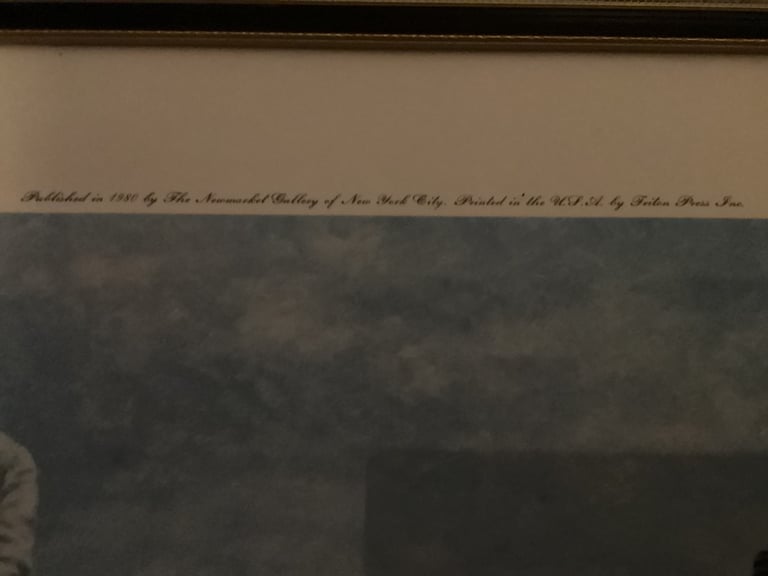 Published in 1980 by The Newmarket Gallery of New York City. Printed in the U.S.A. by Triton Press Inc.